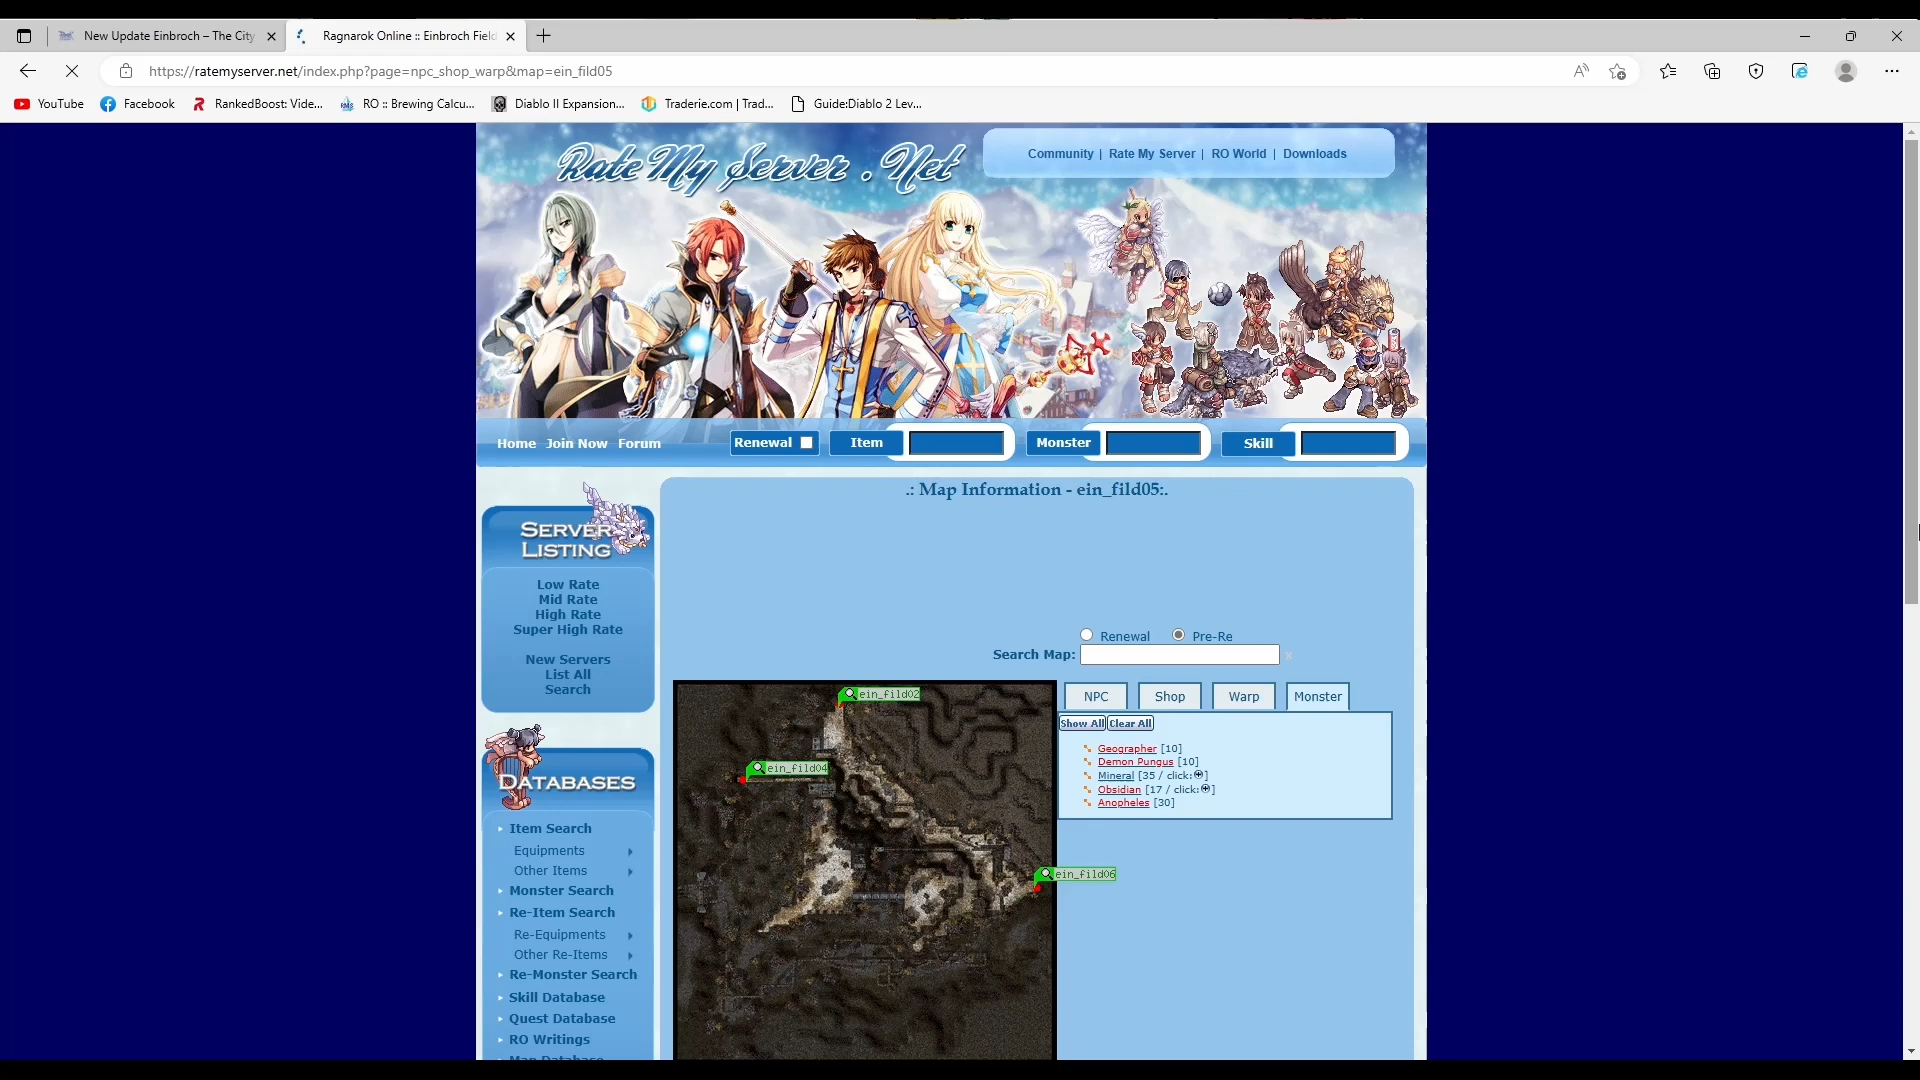 New Update Einbroch – The City
Ragnarok Online :: Einbroch Field
https://ratemyserver.net/index.php?page=npc_shop_warp&map=ein_fild05
YouTube
Facebook
RankedBoost: Vide...
RO :: Brewing Calcu...
Diablo II Expansion...
Traderie.com | Trad...
Guide:Diablo 2 Lev...
Rate My Server . Net
Community | Rate My Server | RO World | Downloads
Home Join Now Forum
Renewal
Item
Monster
Skill
.: Map Information - ein_fild05:.
SERVER
LISTING
Low Rate
Mid Rate
High Rate
Super High Rate
New Servers
List All
Search
DATABASES
Item Search
Equipments
Other Items
Monster Search
Re-Item Search
Re-Equipments
Other Re-Items
Re-Monster Search
Skill Database
Quest Database
RO Writings
Map Database
Renewal Pre-Re
Search Map:
ein_fild02
ein_fild04
ein_fild06
NPC
Shop
Warp
Monster
Show All Clear All
Geographer [10]
Demon Pungus [10]
Mineral [35 / click: ]
Obsidian [17 / click: ]
Anopheles [30]